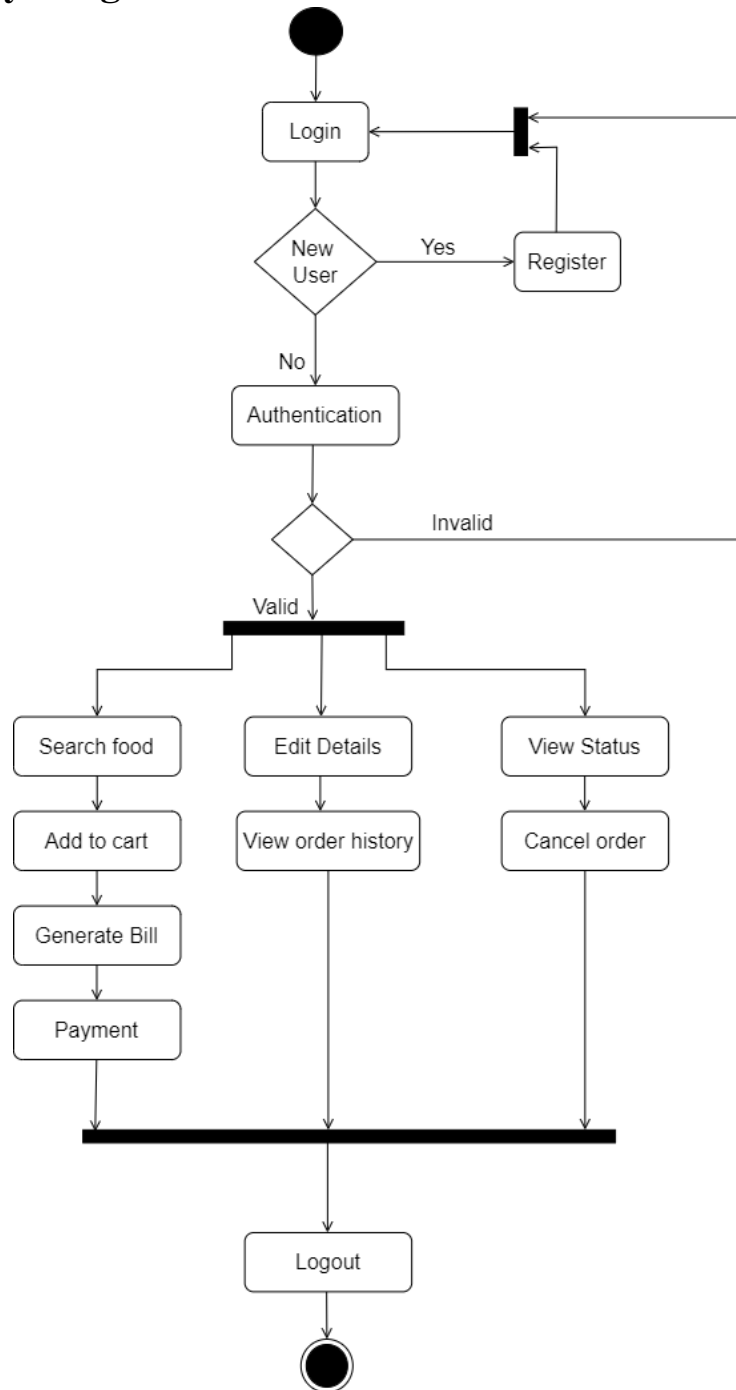 Login
New
User
Yes
Register
No
Authentication
Invalid
Valid
Search food
Edit Details
View Status
Add to cart
View order history
Cancel order
Generate Bill
Payment
Logout